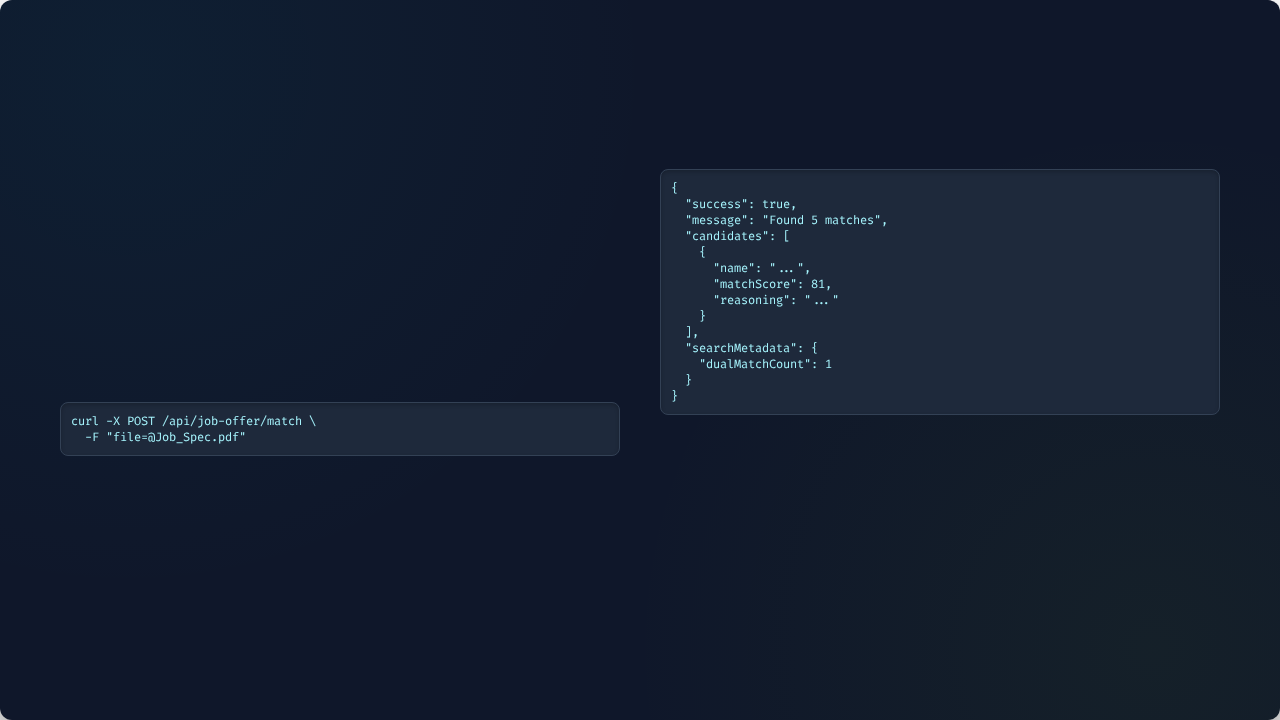 curl -X POST /api/job-offer/match \
  -F "file=@Job_Spec.pdf"
{
  "success": true,
  "message": "Found 5 matches",
  "candidates": [
    {
      "name": "...",
      "matchScore": 81,
      "reasoning": "..."
    }
  ],
  "searchMetadata": {
    "dualMatchCount": 1
  }
}